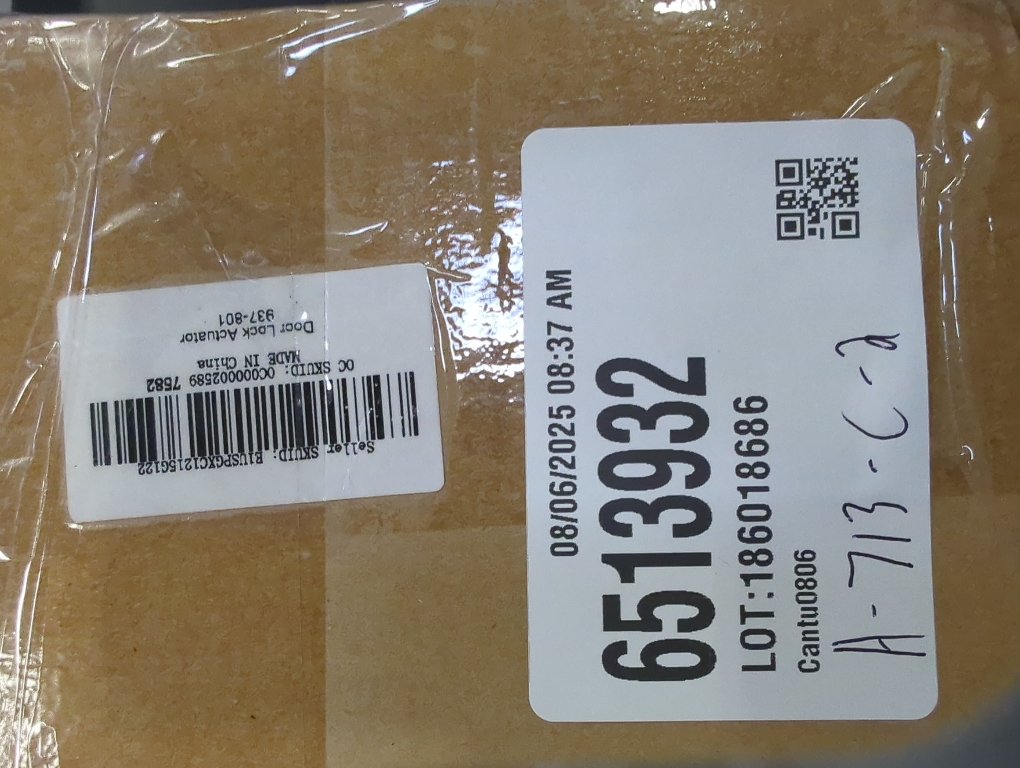 Door Lock Actuator
937-801
MADE IN China
OC SKUID: OC000002589 7582
Seller SKUID: B1USPGXC1215G122
08/06/2025 08:37 AM
6513932
LOT:186018686
Cantu0806
A-713-C-2